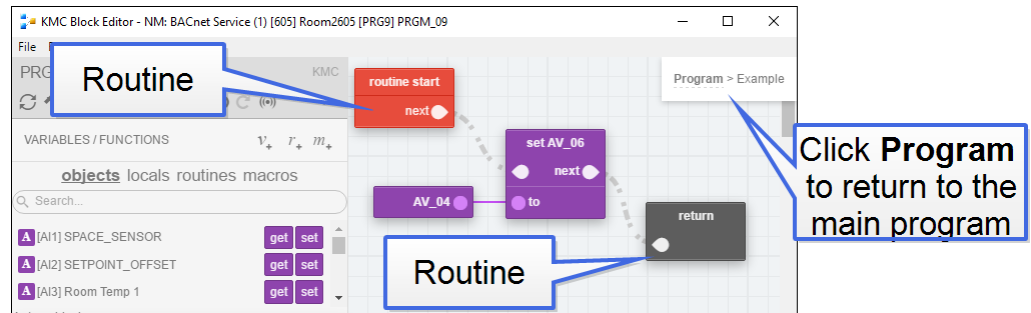 KMC Block Editor - NM: BACnet Service (1) [605] Room2605 [PRG9] PRGM_09
File
PRG
KMC
Routine
VARIABLES / FUNCTIONS
v+ r+ m+
objects locals routines macros
Search...
A [AI1] SPACE_SENSOR get set
A [AI2] SETPOINT_OFFSET get set
A [AI3] Room Temp 1 get set
routine start
next
set AV_06
next
AV_04
to
return
Routine
Program > Example
Click Program
to return to the
main program